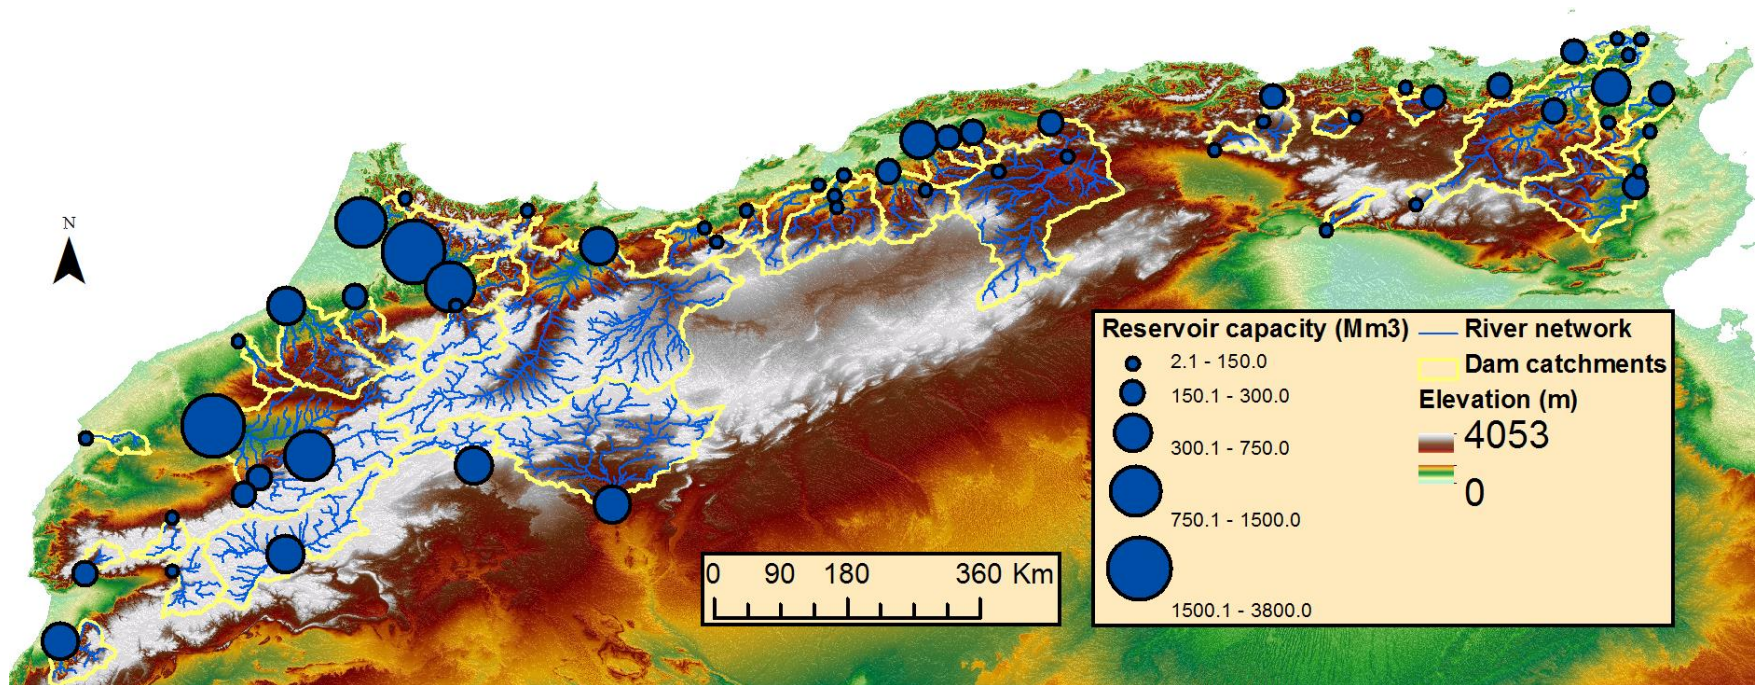 N
Reservoir capacity (Mm3)
2.1 - 150.0
150.1 - 300.0
300.1 - 750.0
750.1 - 1500.0
1500.1 - 3800.0
River network
Dam catchments
Elevation (m)
4053
0
0 90 180 360 Km